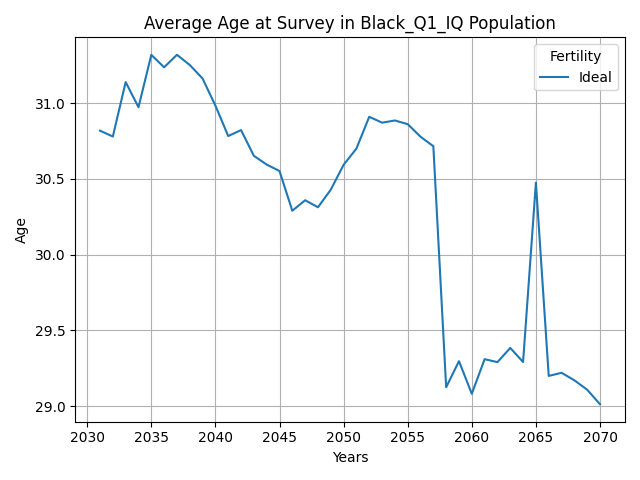 Average Age at Survey in Black_Q1_IQ Population
Fertility
Ideal
Age
31.0
30.5
30.0
29.5
29.0
2030 2035 2040 2045 2050 2055 2060 2065 2070
Years